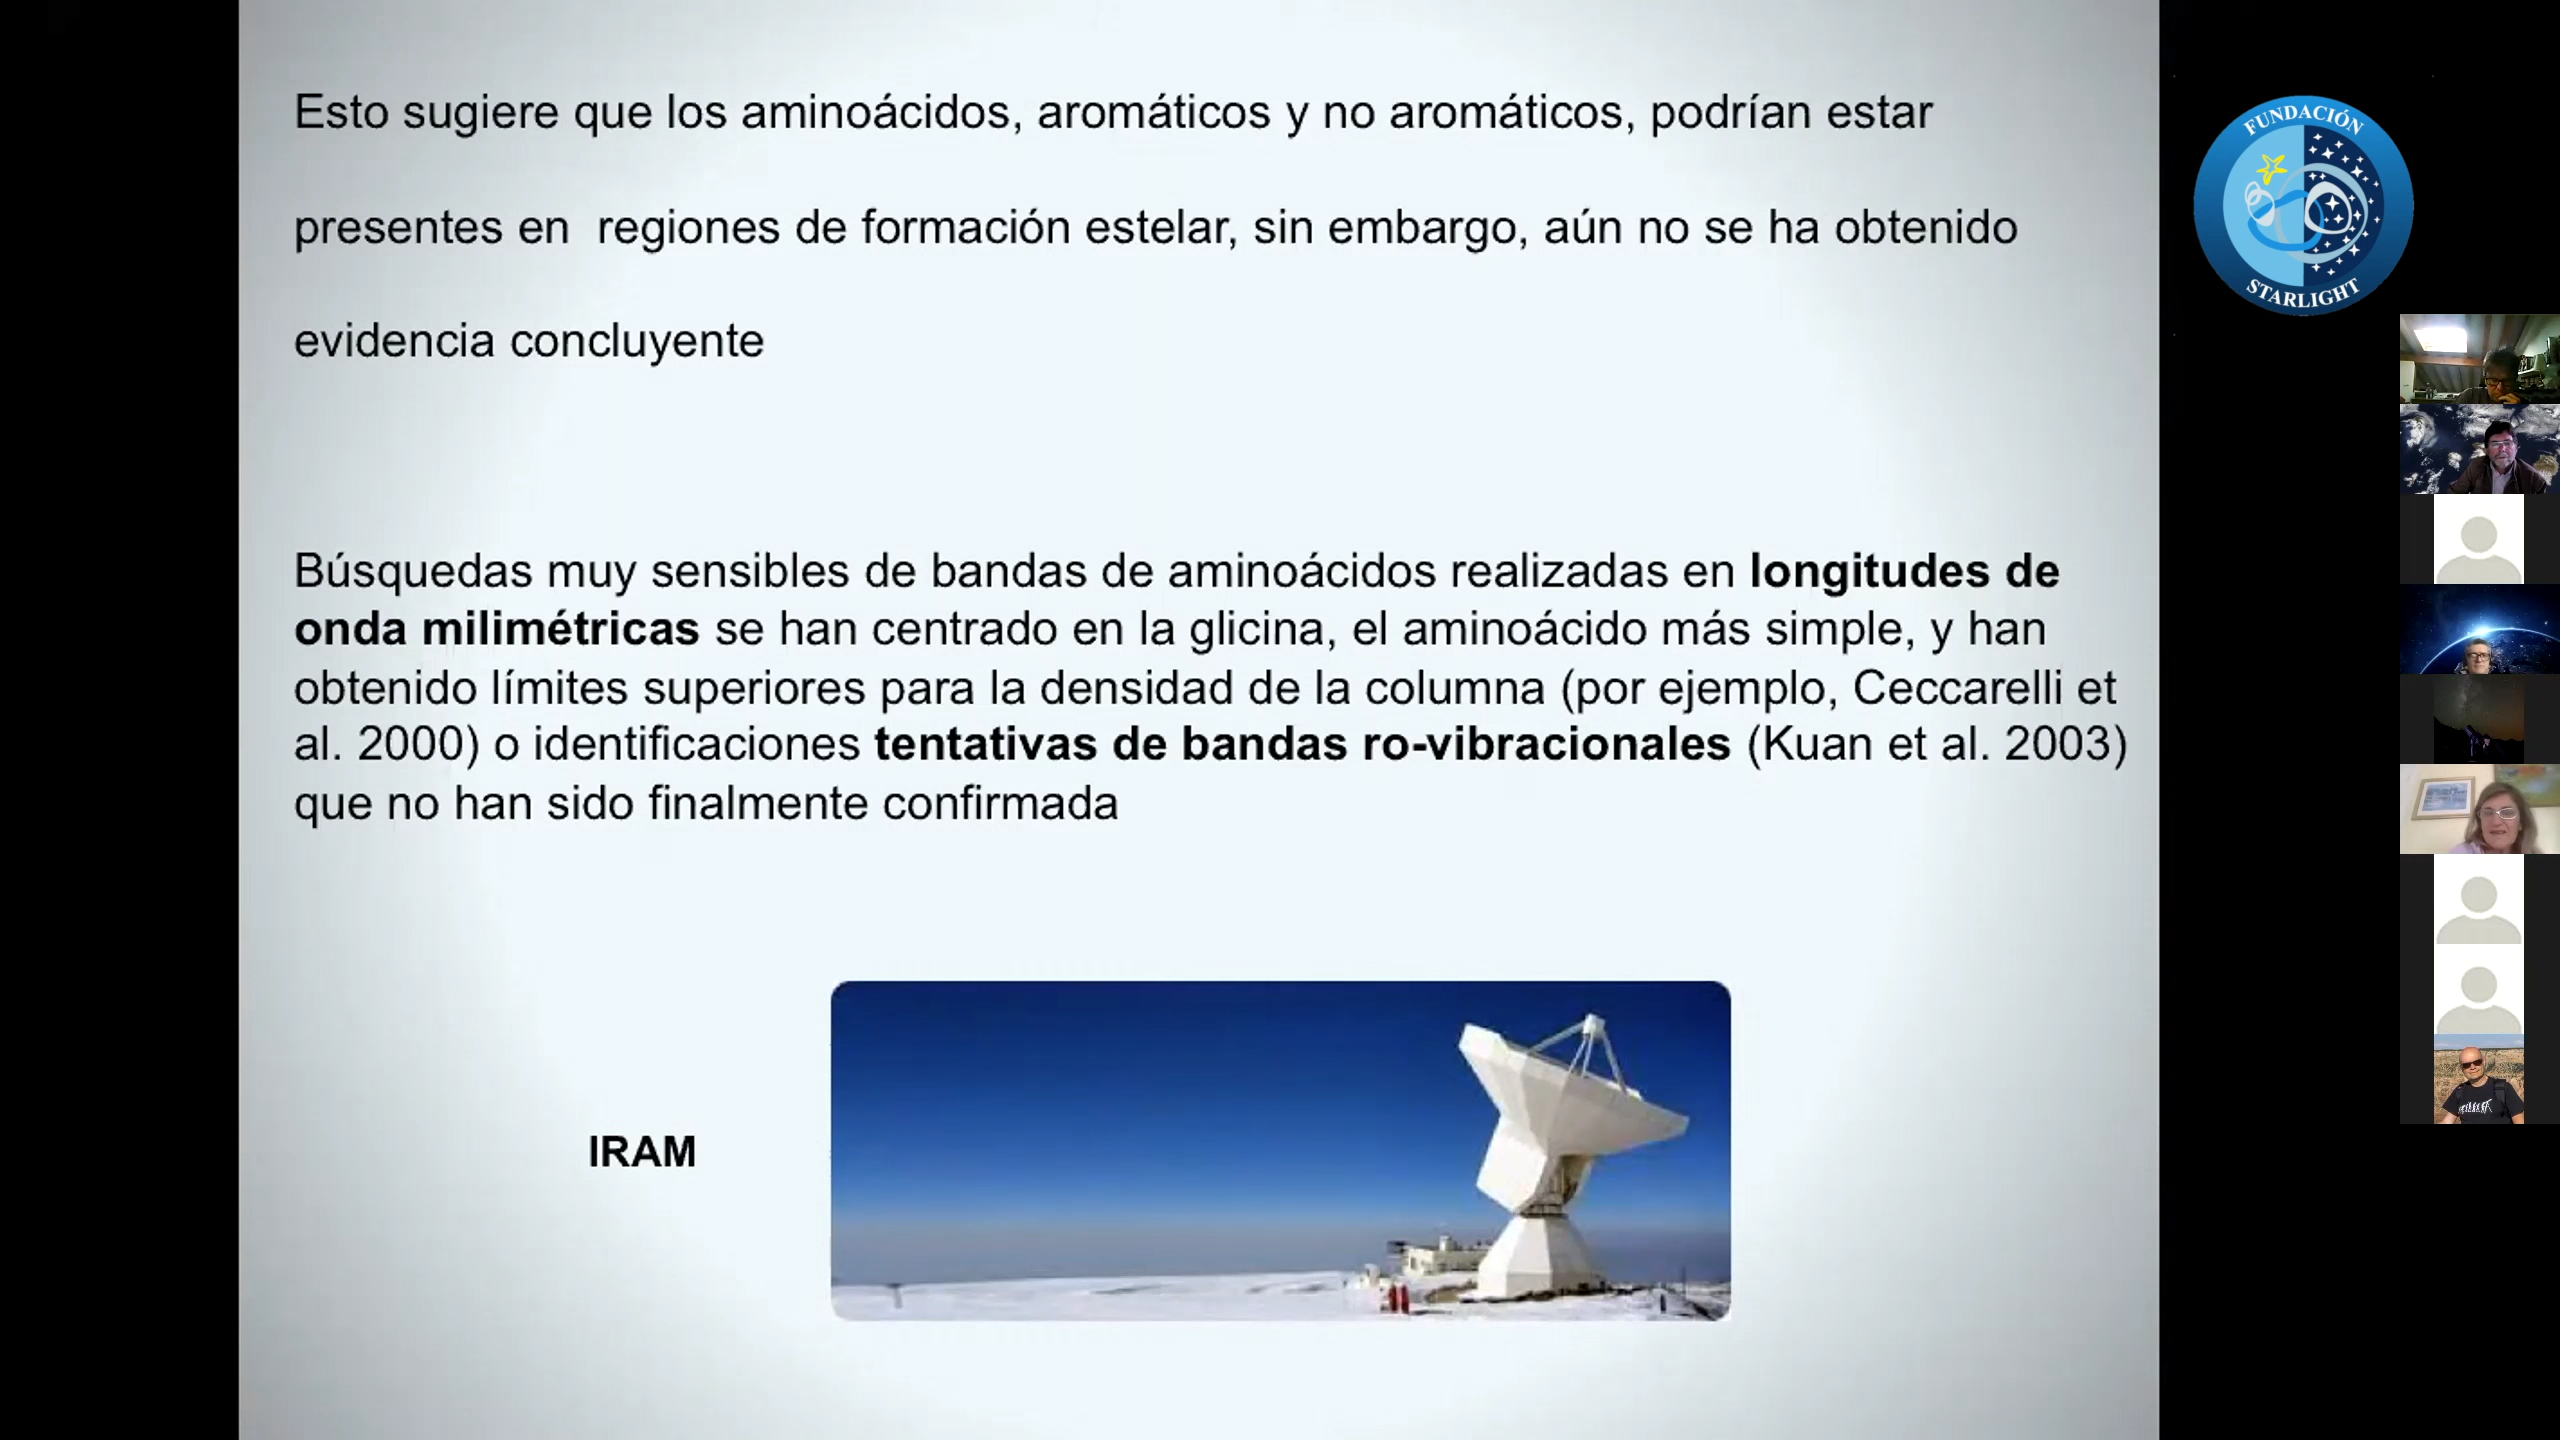 Esto sugiere que los aminoácidos, aromáticos y no aromáticos, podrían estar
presentes en  regiones de formación estelar, sin embargo, aún no se ha obtenido
evidencia concluyente
Búsquedas muy sensibles de bandas de aminoácidos realizadas en longitudes de
onda milimétricas se han centrado en la glicina, el aminoácido más simple, y han
obtenido límites superiores para la densidad de la columna (por ejemplo, Ceccarelli et
al. 2000) o identificaciones tentativas de bandas ro-vibracionales (Kuan et al. 2003)
que no han sido finalmente confirmada
IRAM
FUNDACIÓN
STARLIGHT